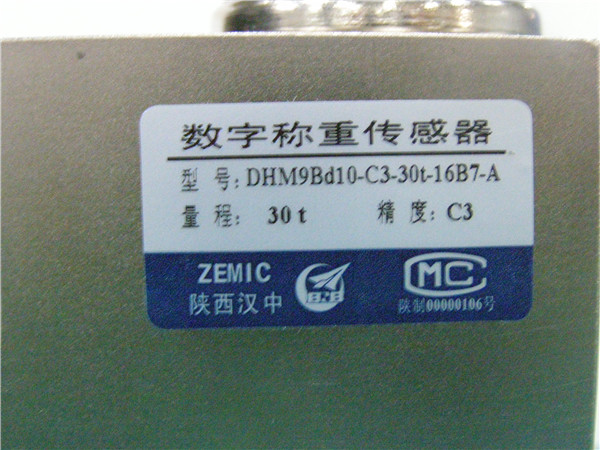 数字称重传感器
型 号: DHM9Bd10-C3-30t-16B7-A
量 程: 30 t 精 度: C3
ZEMIC
陕西汉中
MC
陕制00000106号